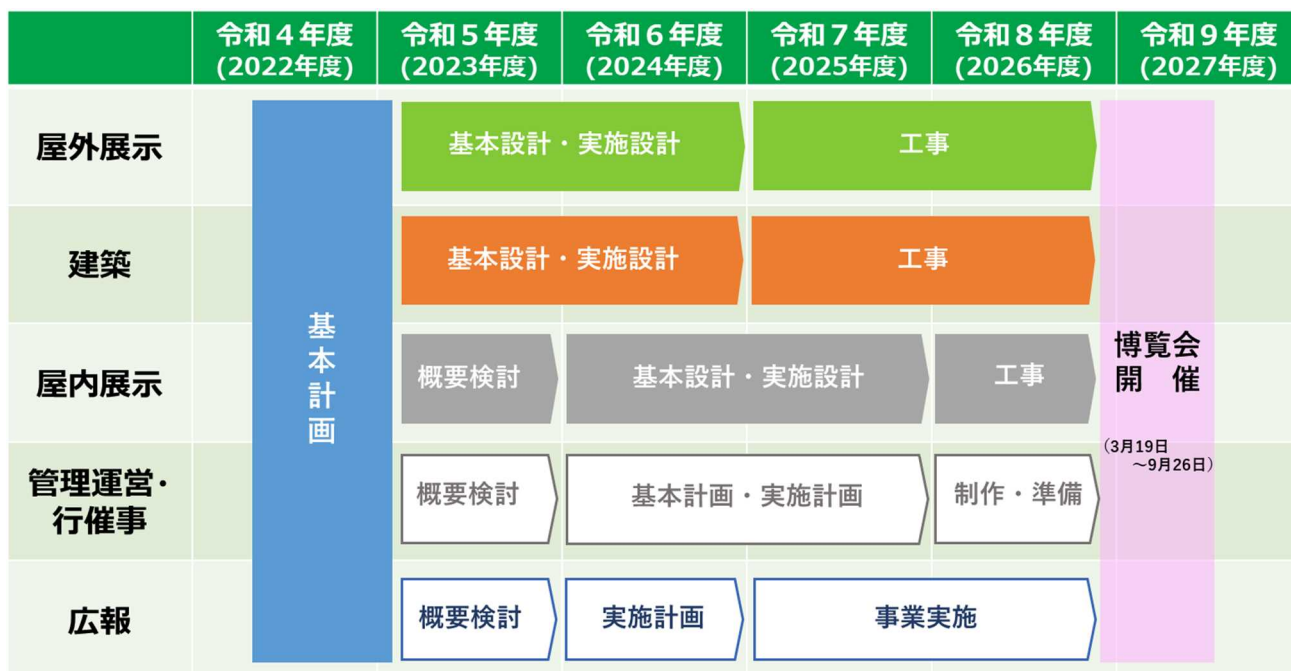 令和４年度 令和５年度 令和６年度 令和７年度 令和８年度 令和９年度
(2022年度) (2023年度) (2024年度) (2025年度) (2026年度) (2027年度)
屋外展示
基本設計・実施設計
工事
建築
基本設計・実施設計
工事
屋内展示
概要検討
基本設計・実施設計
工事
管理運営・
行催事
概要検討
基本計画・実施計画
制作・準備
広報
概要検討
実施計画
事業実施
基本計画
博覧会
開　催
（3月19日
～9月26日）